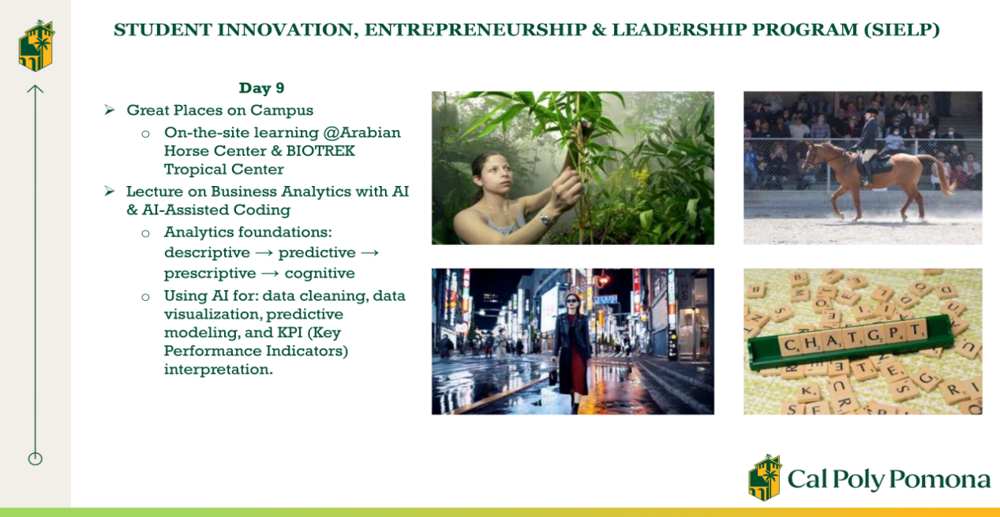 STUDENT INNOVATION, ENTREPRENEURSHIP & LEADERSHIP PROGRAM (SIELP)
Day 9
➢ Great Places on Campus
o On-the-site learning @Arabian
Horse Center & BIOTREK
Tropical Center
➢ Lecture on Business Analytics with AI
& AI-Assisted Coding
o Analytics foundations:
descriptive → predictive →
prescriptive → cognitive
o Using AI for: data cleaning, data
visualization, predictive
modeling, and KPI (Key
Performance Indicators)
interpretation.
CHATGPT
Cal Poly Pomona